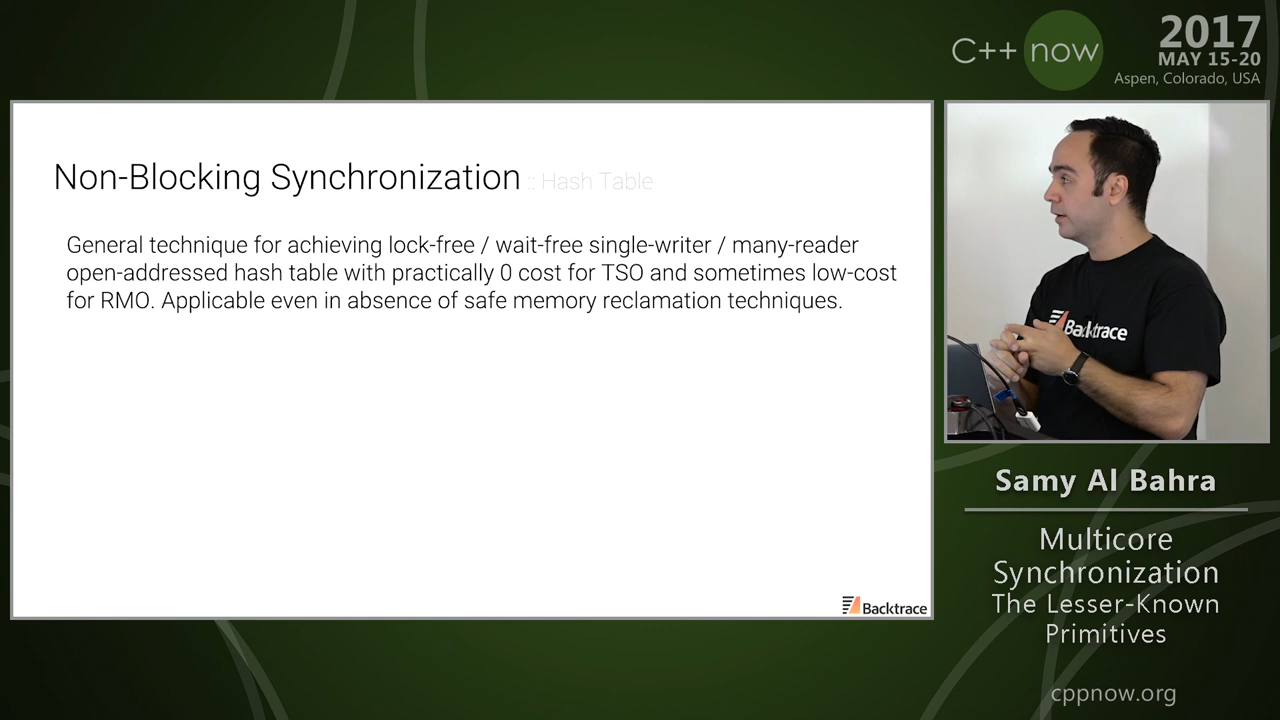 C++ now
2017
MAY 15-20
Aspen, Colorado, USA
Non-Blocking Synchronization :: Hash Table
General technique for achieving lock-free / wait-free single-writer / many-reader
open-addressed hash table with practically 0 cost for TSO and sometimes low-cost
for RMO. Applicable even in absence of safe memory reclamation techniques.
Backtrace
Backtrace
Samy Al Bahra
Multicore
Synchronization
The Lesser-Known
Primitives
cppnow.org